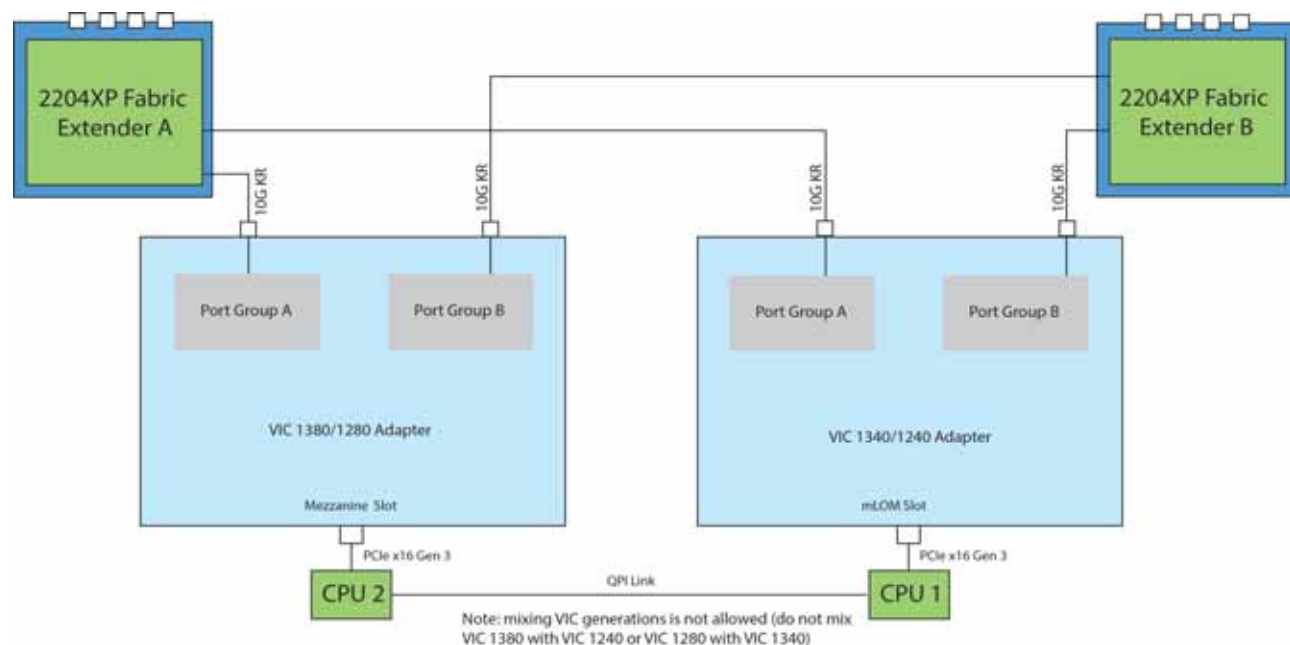 2204XP Fabric
Extender A
2204XP Fabric
Extender B
10G KR
10G KR
10G KR
10G KR
Port Group A
Port Group B
Port Group A
Port Group B
VIC 1380/1280 Adapter
VIC 1340/1240 Adapter
Mezzanine Slot
mLOM Slot
PCIe x16 Gen 3
PCIe x16 Gen 3
CPU 2
QPI Link
CPU 1
Note: mixing VIC generations is not allowed (do not mix
VIC 1380 with VIC 1240 or VIC 1280 with VIC 1340)